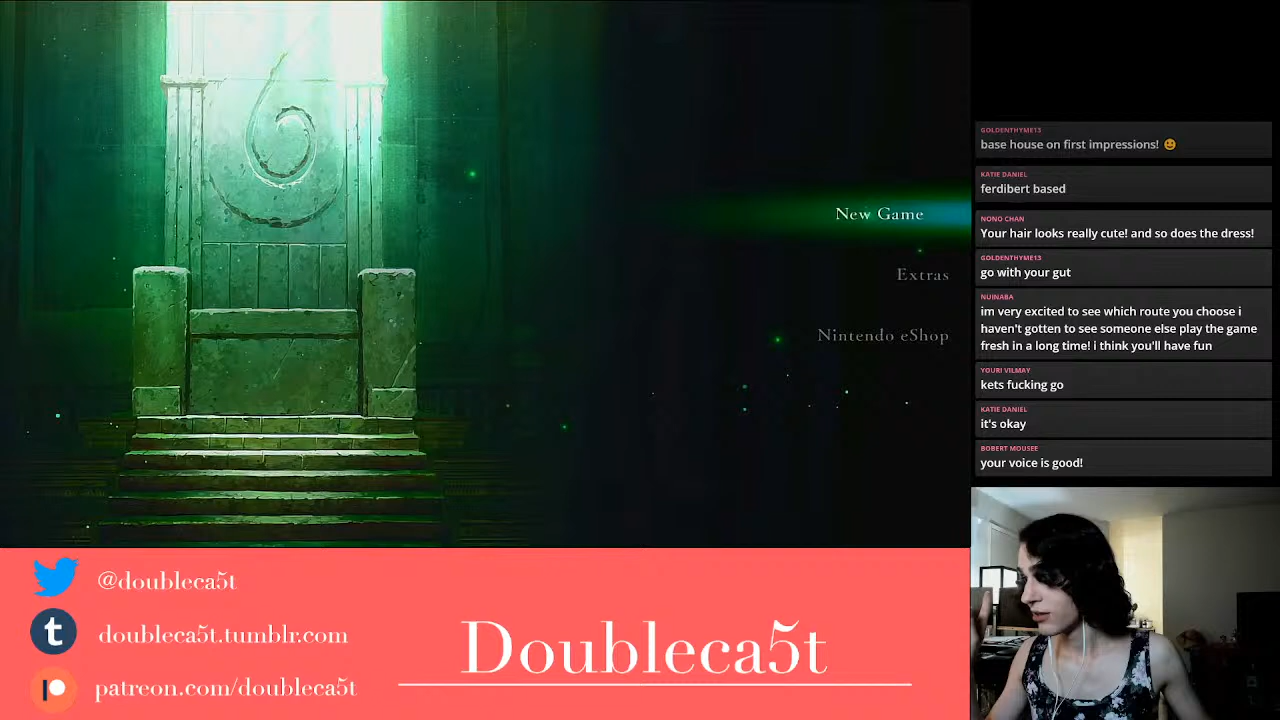 New Game
Extras
Nintendo eShop
GOLDENTHYME13
base house on first impressions! 🙂
KATIE DANIEL
ferdibert based
NONO CHAN
Your hair looks really cute! and so does the dress!
GOLDENTHYME13
go with your gut
NUINABA
im very excited to see which route you choose i
haven't gotten to see someone else play the game
fresh in a long time! i think you'll have fun
YOURI VILMAY
kets fucking go
KATIE DANIEL
it's okay
BOBERT MOUSEE
your voice is good!
@doubleca5t
doubleca5t.tumblr.com
patreon.com/doubleca5t
Doubleca5t